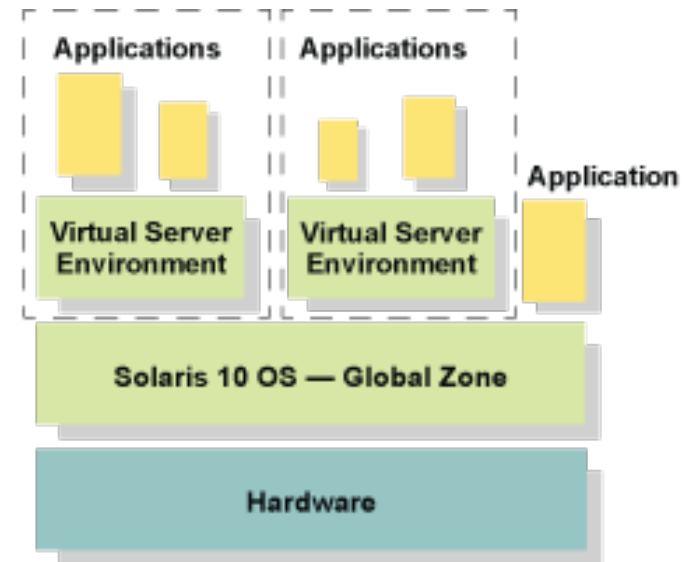 Applications
Applications
Application
Virtual Server
Environment
Virtual Server
Environment
Solaris 10 OS — Global Zone
Hardware